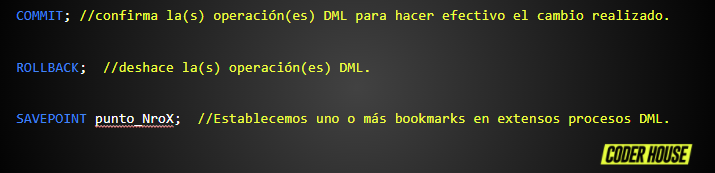 COMMIT; //confirma la(s) operación(es) DML para hacer efectivo el cambio realizado.
ROLLBACK;  //deshace la(s) operación(es) DML.
SAVEPOINT punto_NroX;  //Establecemos uno o más bookmarks en extensos procesos DML.
CODER HOUSE